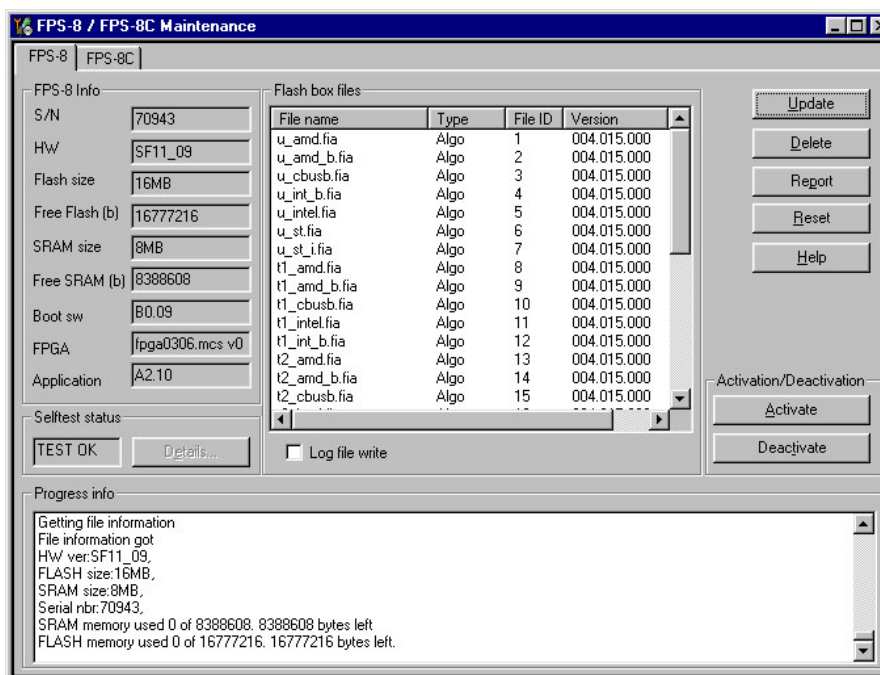 FPS-8 / FPS-8C Maintenance
FPS-8 FPS-8C
FPS-8 Info
S/N 70943
HW SF11_09
Flash size 16MB
Free Flash (b) 16777216
SRAM size 8MB
Free SRAM (b) 8388608
Boot sw B0.09
FPGA fpga0306.mcs v0
Application A2.10
Selftest status
TEST OK Details...
Flash box files
File name Type File ID Version
u_amd.fia Algo 1 004.015.000
u_amd_b.fia Algo 2 004.015.000
u_cbusb.fia Algo 3 004.015.000
u_int_b.fia Algo 4 004.015.000
u_intel.fia Algo 5 004.015.000
u_st.fia Algo 6 004.015.000
u_st_i.fia Algo 7 004.015.000
t1_amd.fia Algo 8 004.015.000
t1_amd_b.fia Algo 9 004.015.000
t1_cbusb.fia Algo 10 004.015.000
t1_intel.fia Algo 11 004.015.000
t1_int_b.fia Algo 12 004.015.000
t2_amd.fia Algo 13 004.015.000
t2_amd_b.fia Algo 14 004.015.000
t2_cbusb.fia Algo 15 004.015.000
Log file write
Update
Delete
Report
Reset
Help
Activation/Deactivation
Activate
Deactivate
Progress info
Getting file information
File information got
HW ver:SF11_09,
FLASH size:16MB,
SRAM size:8MB,
Serial nbr:70943,
SRAM memory used 0 of 8388608. 8388608 bytes left
FLASH memory used 0 of 16777216. 16777216 bytes left.